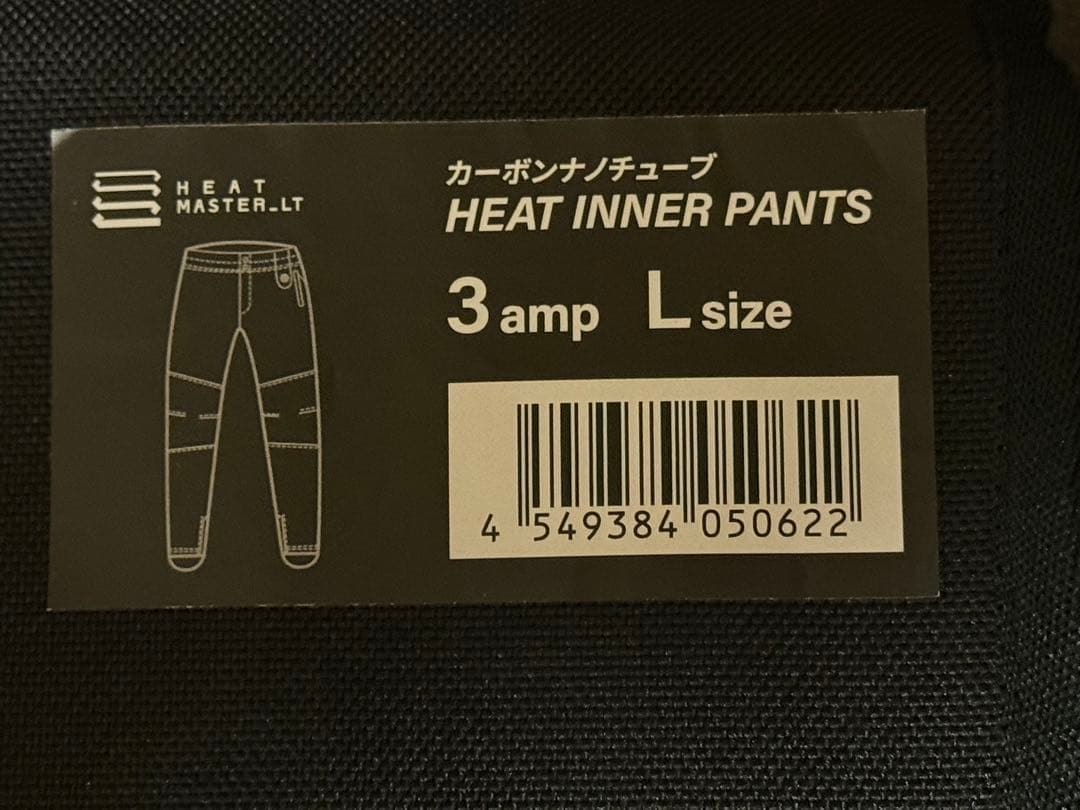 HEAT
MASTER_LT
カーボンナノチューブ
HEAT INNER PANTS
3 amp L size
4 549384 050622